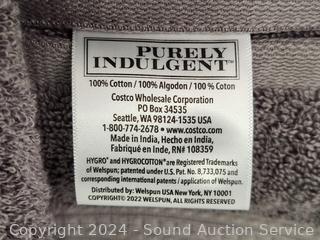 PURELY
INDULGENT™
100% Cotton / 100% Algodon / 100 % Coton
Costco Wholesale Corporation
PO Box 34535
Seattle, WA 98124-1535 USA
1-800-774-2678 • www.costco.com
Made in India, Hecho en India,
Fabriqué en Inde, RN# 108359
HYGRO® and HYGROCOTTON® are Registered Trademarks
of Welspun; patented under U.S. Pat. No. 8,733,075 and
corresponding international patents / application of Welspun.
Distributed by: Welspun USA, New York, NY 10001
COPYRIGHT© 2022 WELSPUN, ALL RIGHTS RESERVED.
Copyright 2024 - Sound Auction Service